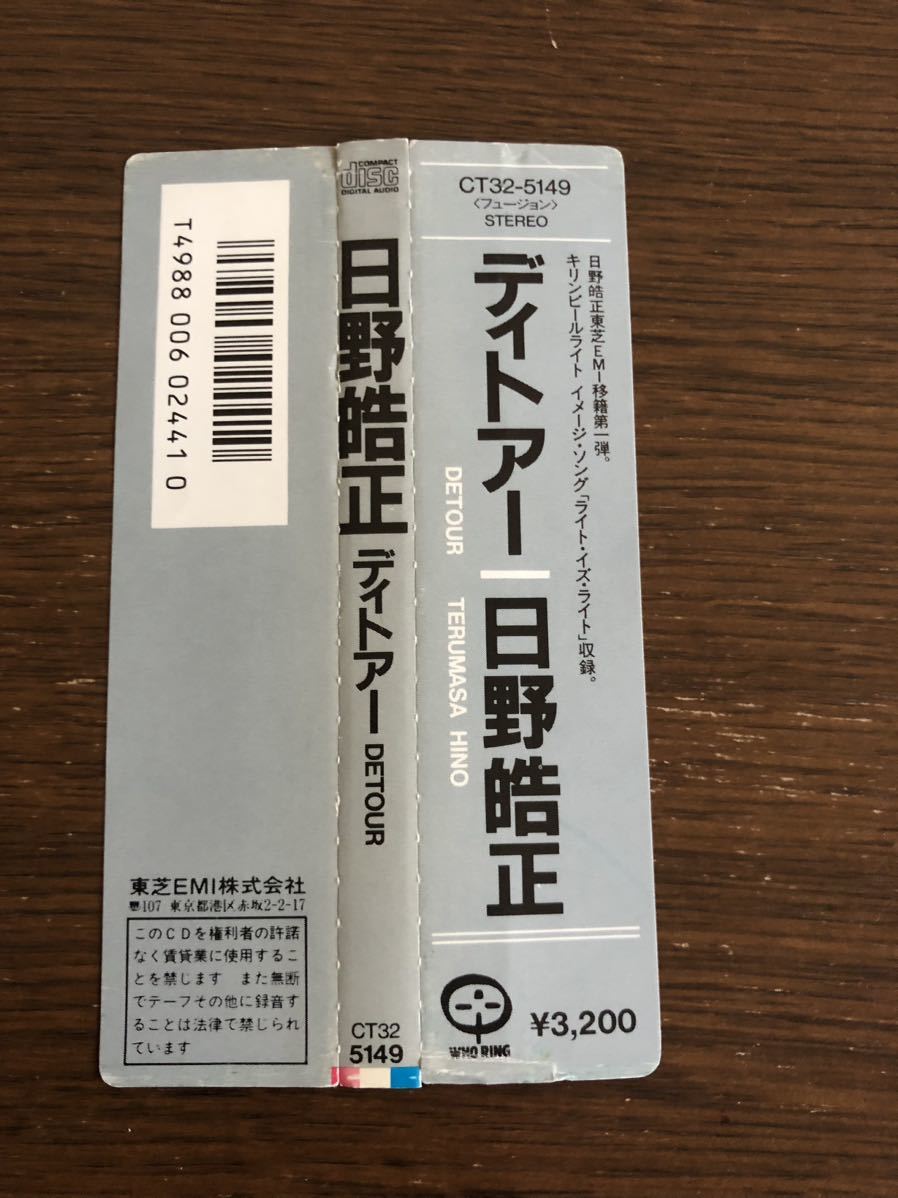 T4988 006 02441 0
東芝EMI株式会社
〠107 東京都港区赤坂2-2-17
このCDを権利者の許諾
なく賃貸業に使用するこ
とを禁じます また無断
でテープその他に録音す
ることは法律で禁じられ
ています
COMPACT
disc
DIGITAL AUDIO
日野皓正 ディトアー DETOUR
CT32
5149
CT32-5149
〈フュージョン〉
STEREO
日野皓正東芝EMI移籍第一弾。
キリンビールライト イメージ・ソング「ライト・イズ・ライト」収録。
ディトアー|日野皓正
DETOUR TERUMASA HINO
WHO RING
¥3,200